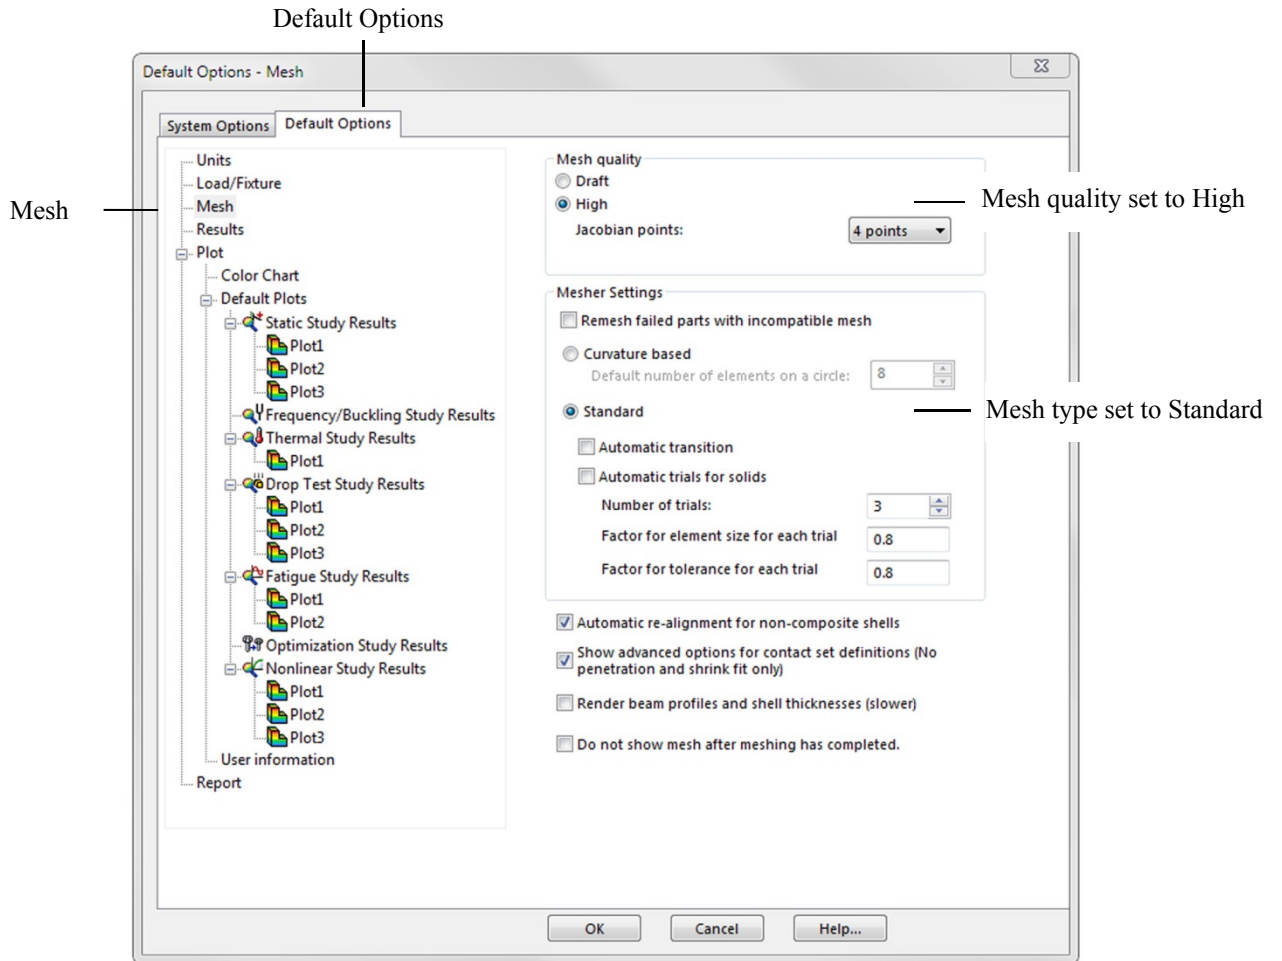 Default Options
Default Options - Mesh
System Options
Default Options
Mesh
Units
Load/Fixture
Mesh
Results
Plot
Color Chart
Default Plots
Static Study Results
Plot1
Plot2
Plot3
Frequency/Buckling Study Results
Thermal Study Results
Plot1
Drop Test Study Results
Plot1
Plot2
Plot3
Fatigue Study Results
Plot1
Plot2
Optimization Study Results
Nonlinear Study Results
Plot1
Plot2
Plot3
User information
Report
Mesh quality
Draft
High
Mesh quality set to High
Jacobian points:
4 points
Mesher Settings
Remesh failed parts with incompatible mesh
Curvature based
Default number of elements on a circle:
8
Standard
Mesh type set to Standard
Automatic transition
Automatic trials for solids
Number of trials:
3
Factor for element size for each trial
0.8
Factor for tolerance for each trial
0.8
Automatic re-alignment for non-composite shells
Show advanced options for contact set definitions (No
penetration and shrink fit only)
Render beam profiles and shell thicknesses (slower)
Do not show mesh after meshing has completed.
OK
Cancel
Help...